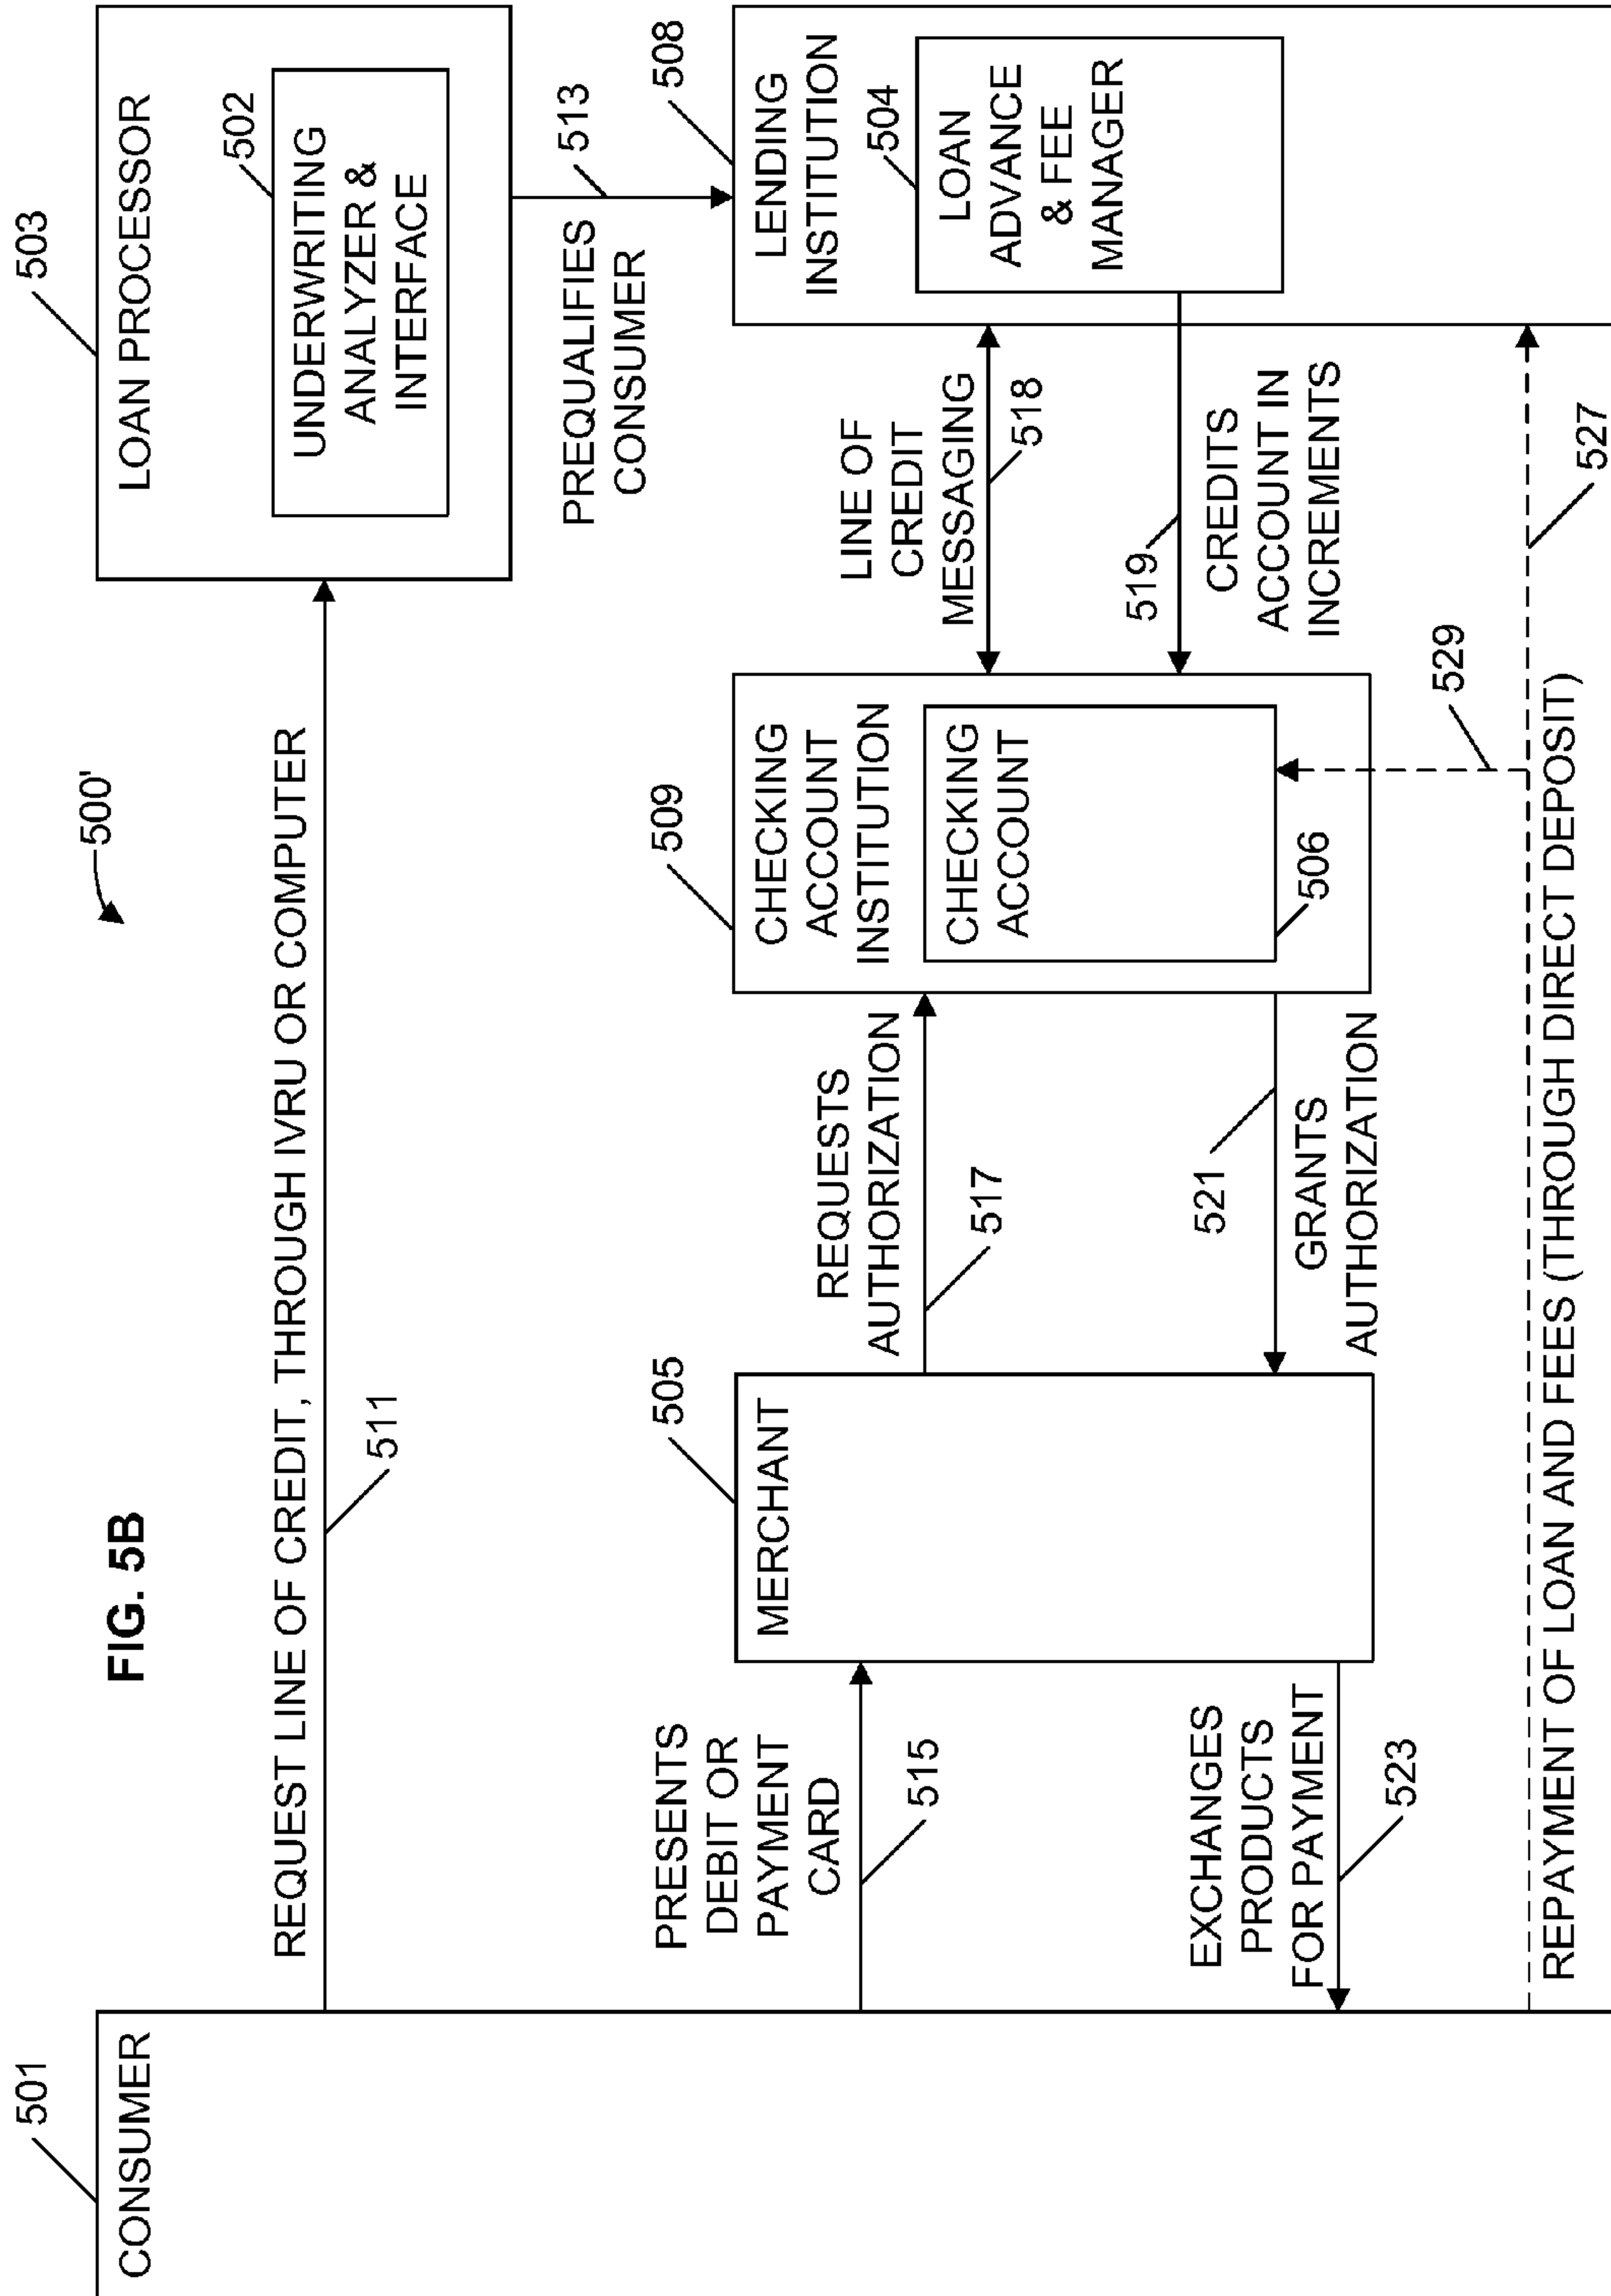 FIG. 5B
500'
501
CONSUMER
REQUEST LINE OF CREDIT, THROUGH IVRU OR COMPUTER
511
503
LOAN PROCESSOR
502
UNDERWRITING
ANALYZER &
INTERFACE
PREQUALIFIES
CONSUMER
513
PRESENTS
DEBIT OR
PAYMENT
CARD
515
505
MERCHANT
REQUESTS
AUTHORIZATION
517
509
CHECKING
ACCOUNT
INSTITUTION
CHECKING
ACCOUNT
506
LINE OF
CREDIT
MESSAGING
518
508
LENDING
INSTITUTION
504
LOAN
ADVANCE
& FEE
MANAGER
519
CREDITS
ACCOUNT IN
INCREMENTS
521
GRANTS
AUTHORIZATION
EXCHANGES
PRODUCTS
FOR PAYMENT
523
529
527
REPAYMENT OF LOAN AND FEES (THROUGH DIRECT DEPOSIT)